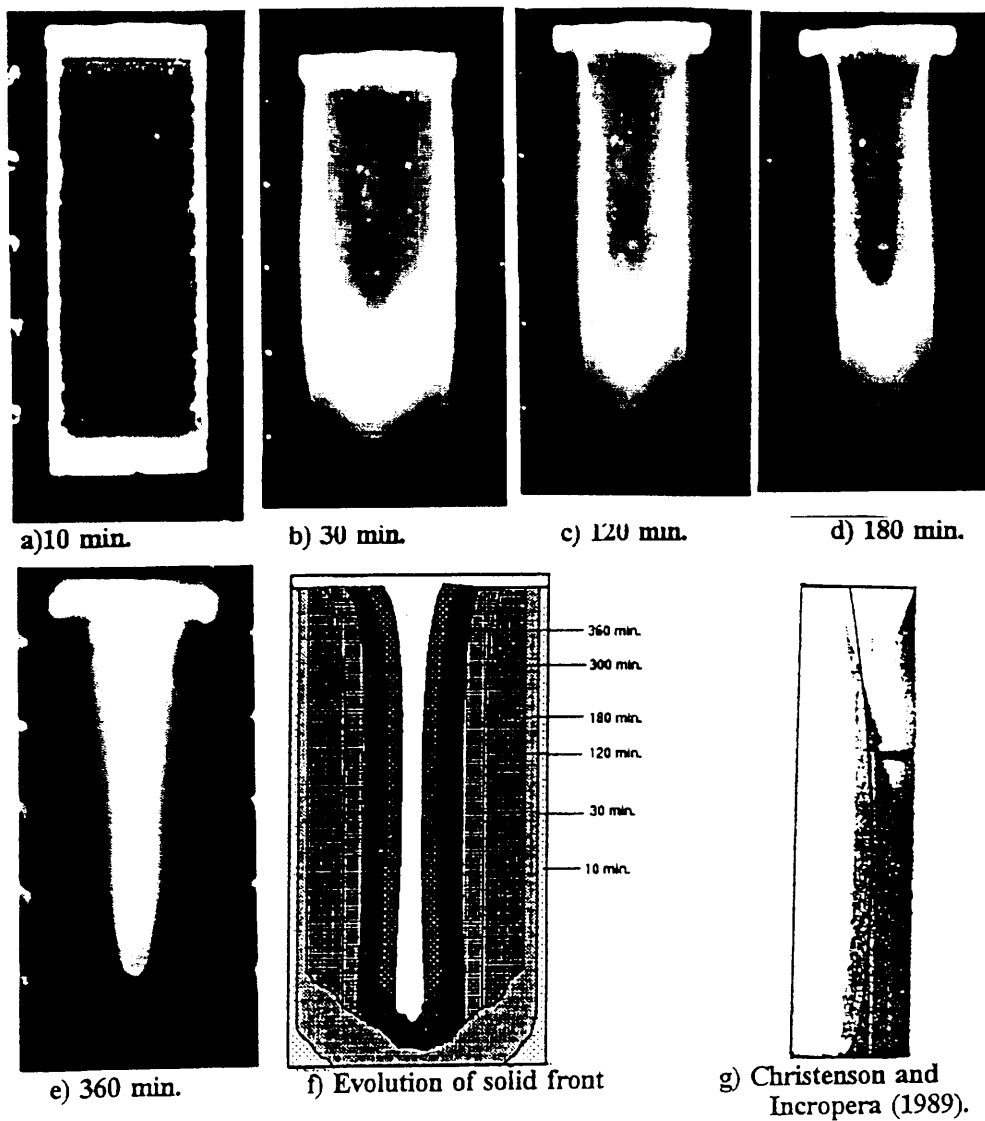 a)10 min.
b) 30 min.
c) 120 min.
d) 180 min.
360 min.
300 min.
180 min.
120 min.
30 min.
10 min.
e) 360 min.
f) Evolution of solid front
g) Christenson and
Incropera (1989).